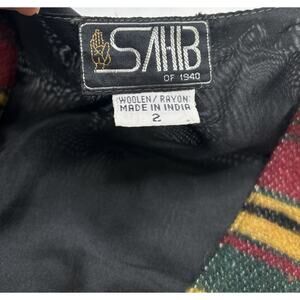 SAHIB
OF 1940
WOOLEN/RAYON
MADE IN INDIA
2